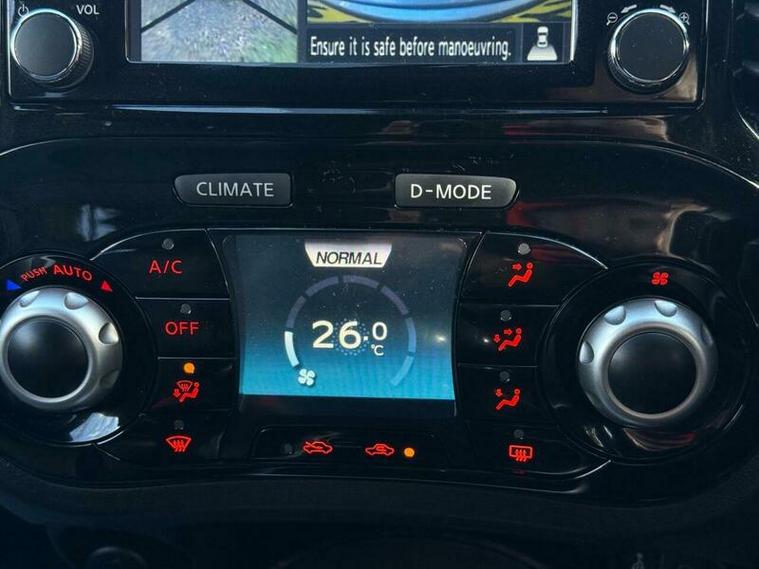 VOL
Ensure it is safe before manoeuvring.
CLIMATE
D-MODE
PUSH AUTO
A/C
NORMAL
OFF
26.0
°C